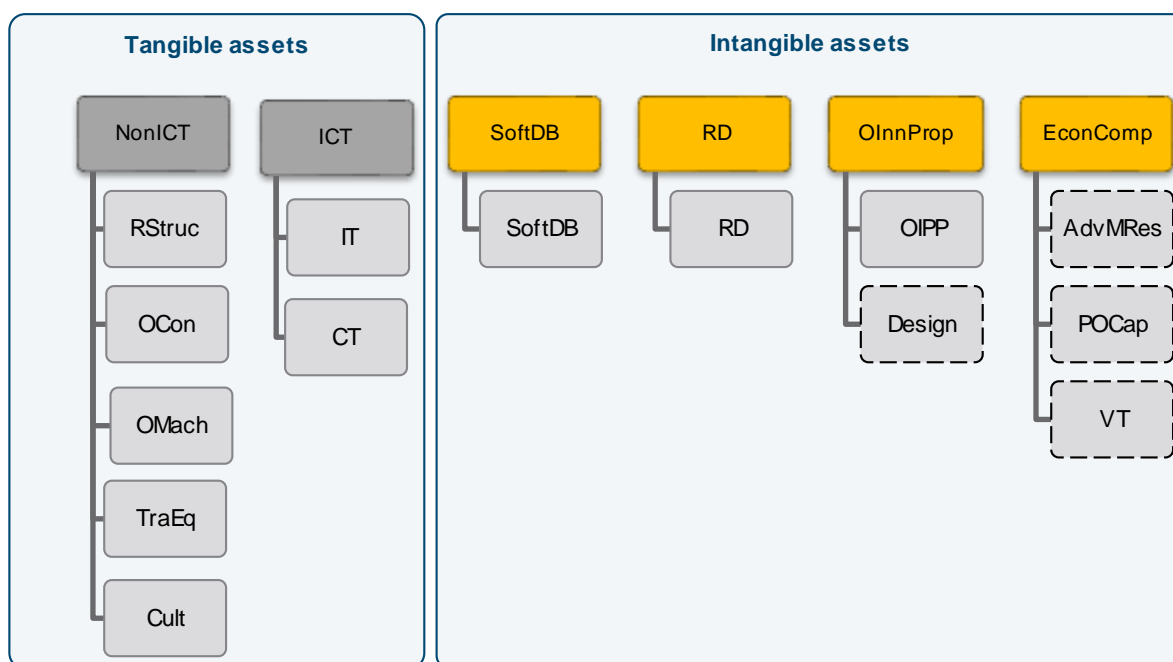 Tangible assets
NonICT
RStruc
OCon
OMach
TraEq
Cult
ICT
IT
CT
Intangible assets
SoftDB
SoftDB
RD
RD
OInnProp
OIPP
Design
EconComp
AdvMRes
POCap
VT